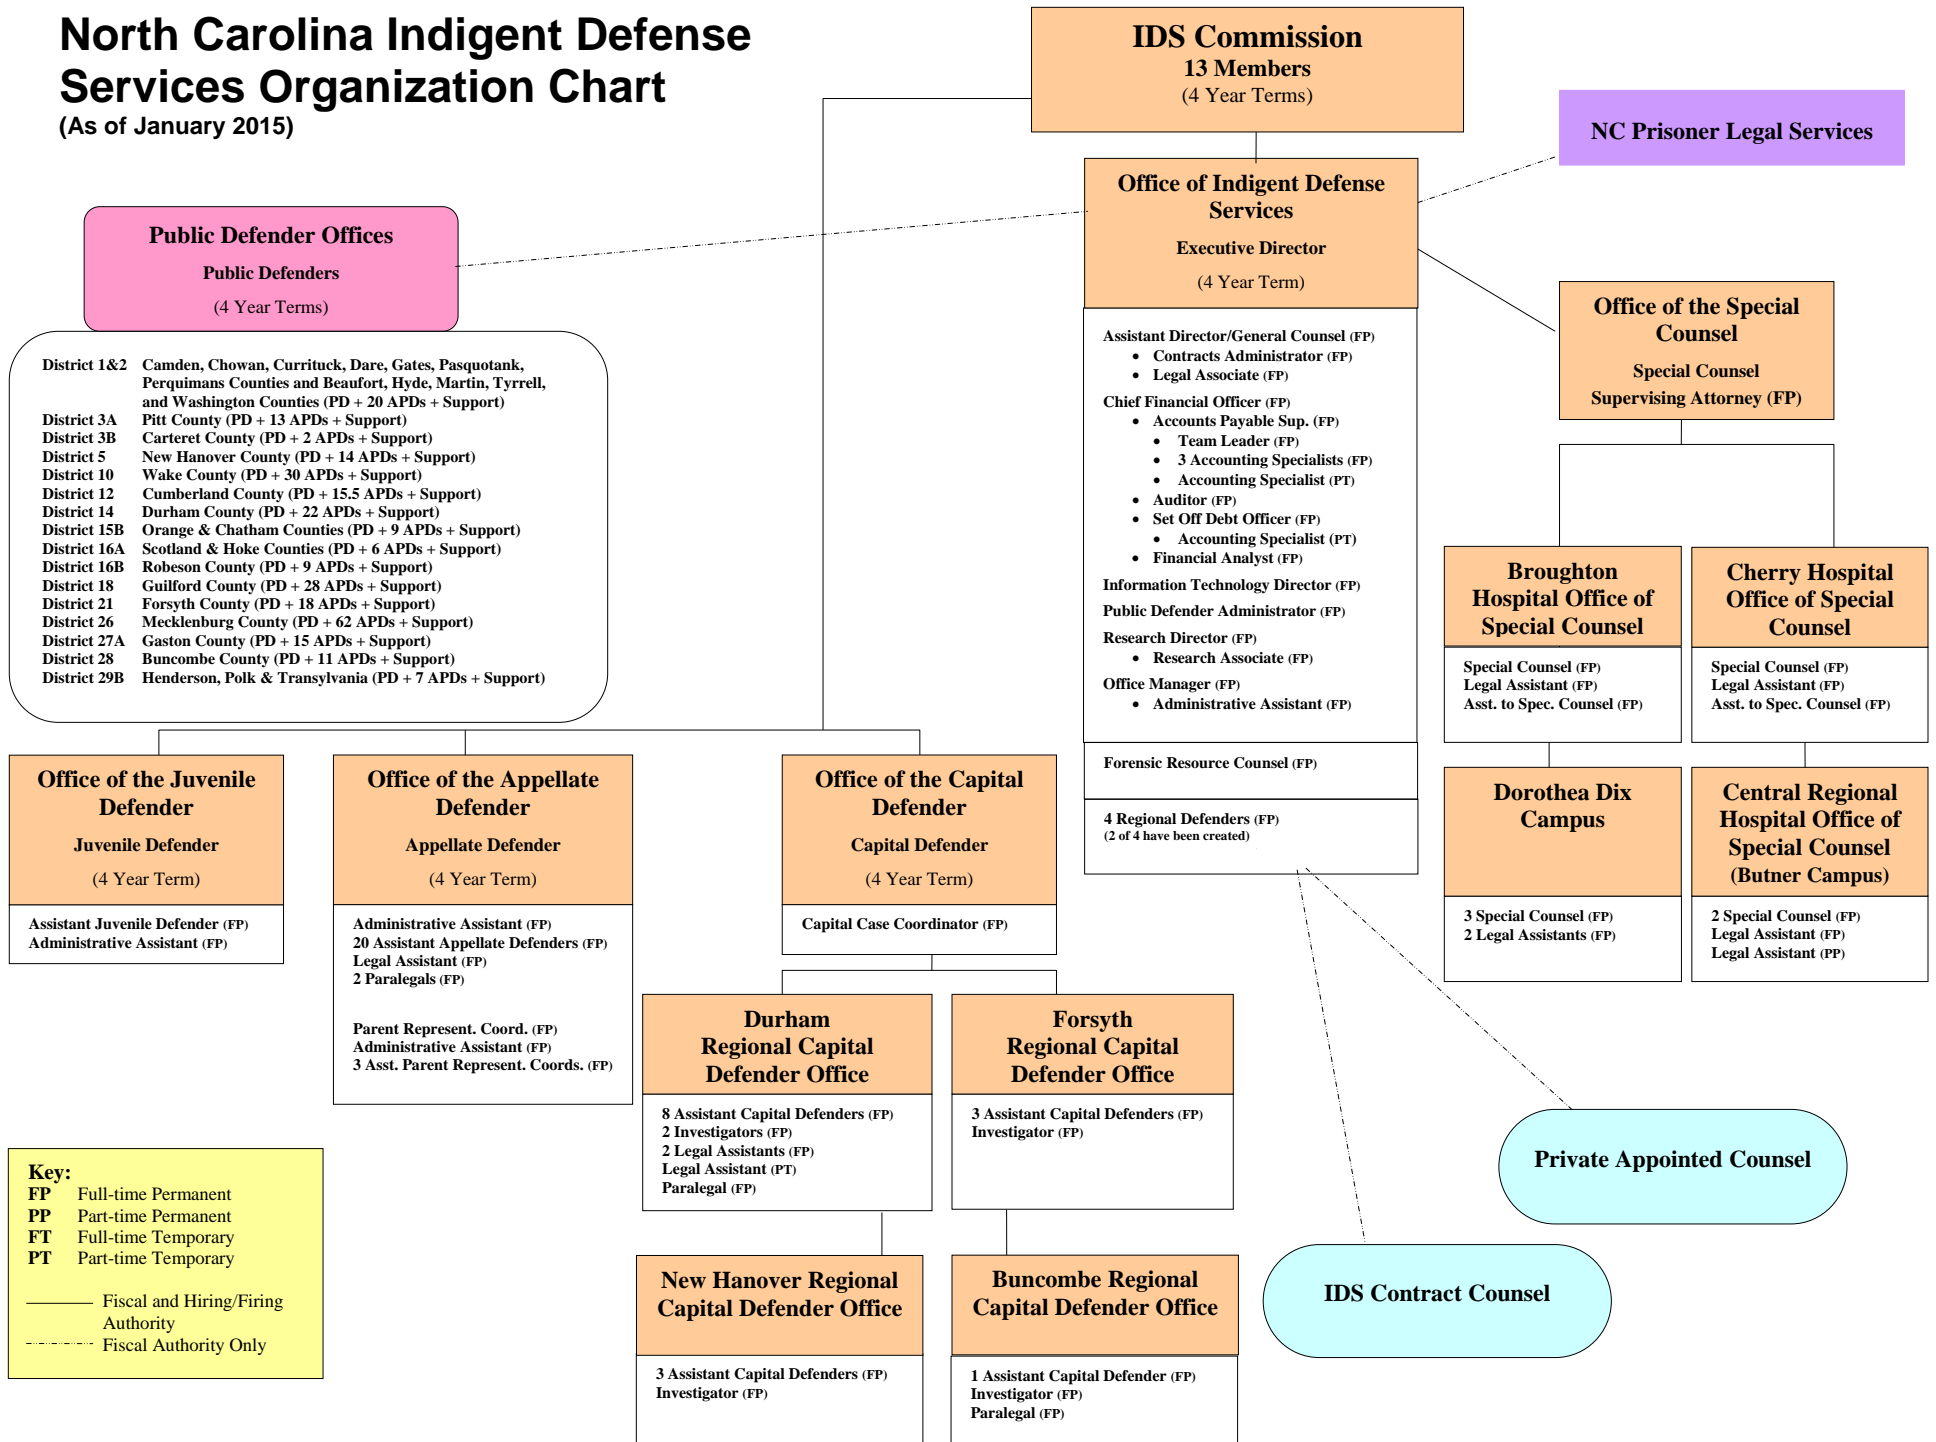 North Carolina Indigent Defense
Services Organization Chart
(As of January 2015)
IDS Commission
13 Members
(4 Year Terms)
NC Prisoner Legal Services
Office of Indigent Defense
Services
Executive Director
(4 Year Term)
Assistant Director/General Counsel (FP)
• Contracts Administrator (FP)
• Legal Associate (FP)
Chief Financial Officer (FP)
• Accounts Payable Sup. (FP)
• Team Leader (FP)
• 3 Accounting Specialists (FP)
• Accounting Specialist (PT)
• Auditor (FP)
• Set Off Debt Officer (FP)
• Accounting Specialist (PT)
• Financial Analyst (FP)
Information Technology Director (FP)
Public Defender Administrator (FP)
Research Director (FP)
• Research Associate (FP)
Office Manager (FP)
• Administrative Assistant (FP)
Forensic Resource Counsel (FP)
4 Regional Defenders (FP)
(2 of 4 have been created)
Public Defender Offices
Public Defenders
(4 Year Terms)
District 1&2 Camden, Chowan, Currituck, Dare, Gates, Pasquotank,
Perquimans Counties and Beaufort, Hyde, Martin, Tyrrell,
and Washington Counties (PD + 20 APDs + Support)
District 3A Pitt County (PD + 13 APDs + Support)
District 3B Carteret County (PD + 2 APDs + Support)
District 5 New Hanover County (PD + 14 APDs + Support)
District 10 Wake County (PD + 30 APDs + Support)
District 12 Cumberland County (PD + 15.5 APDs + Support)
District 14 Durham County (PD + 22 APDs + Support)
District 15B Orange & Chatham Counties (PD + 9 APDs + Support)
District 16A Scotland & Hoke Counties (PD + 6 APDs + Support)
District 16B Robeson County (PD + 9 APDs + Support)
District 18 Guilford County (PD + 28 APDs + Support)
District 21 Forsyth County (PD + 18 APDs + Support)
District 26 Mecklenburg County (PD + 62 APDs + Support)
District 27A Gaston County (PD + 15 APDs + Support)
District 28 Buncombe County (PD + 11 APDs + Support)
District 29B Henderson, Polk & Transylvania (PD + 7 APDs + Support)
Office of the Special
Counsel
Special Counsel
Supervising Attorney (FP)
Broughton
Hospital Office of
Special Counsel
Special Counsel (FP)
Legal Assistant (FP)
Asst. to Spec. Counsel (FP)
Cherry Hospital
Office of Special
Counsel
Special Counsel (FP)
Legal Assistant (FP)
Asst. to Spec. Counsel (FP)
Dorothea Dix
Campus
3 Special Counsel (FP)
2 Legal Assistants (FP)
Central Regional
Hospital Office of
Special Counsel
(Butner Campus)
2 Special Counsel (FP)
Legal Assistant (FP)
Legal Assistant (PP)
Office of the Juvenile
Defender
Juvenile Defender
(4 Year Term)
Assistant Juvenile Defender (FP)
Administrative Assistant (FP)
Office of the Appellate
Defender
Appellate Defender
(4 Year Term)
Administrative Assistant (FP)
20 Assistant Appellate Defenders (FP)
Legal Assistant (FP)
2 Paralegals (FP)
Parent Represent. Coord. (FP)
Administrative Assistant (FP)
3 Asst. Parent Represent. Coords. (FP)
Office of the Capital
Defender
Capital Defender
(4 Year Term)
Capital Case Coordinator (FP)
Durham
Regional Capital
Defender Office
8 Assistant Capital Defenders (FP)
2 Investigators (FP)
2 Legal Assistants (FP)
Legal Assistant (PT)
Paralegal (FP)
Forsyth
Regional Capital
Defender Office
3 Assistant Capital Defenders (FP)
Investigator (FP)
New Hanover Regional
Capital Defender Office
3 Assistant Capital Defenders (FP)
Investigator (FP)
Buncombe Regional
Capital Defender Office
1 Assistant Capital Defender (FP)
Investigator (FP)
Paralegal (FP)
Private Appointed Counsel
IDS Contract Counsel
Key:
FP Full-time Permanent
PP Part-time Permanent
FT Full-time Temporary
PT Part-time Temporary
Fiscal and Hiring/Firing
Authority
Fiscal Authority Only